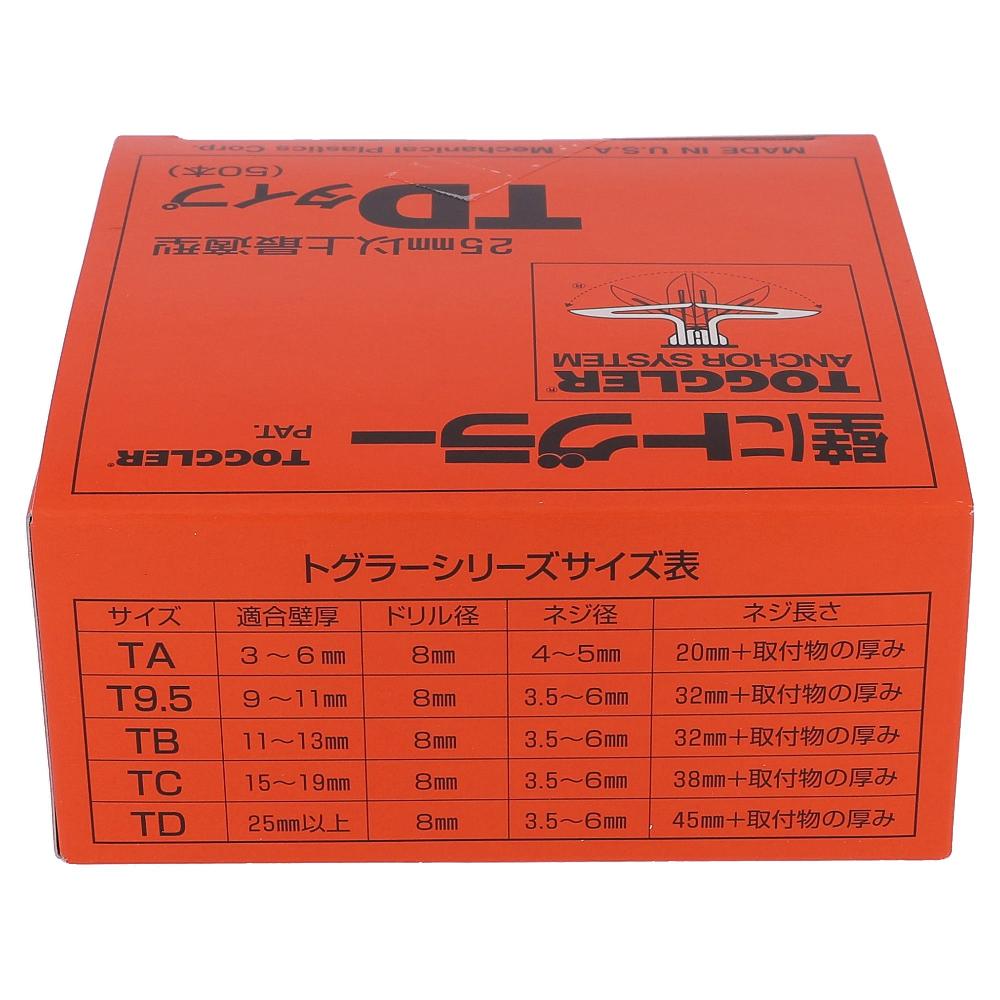 壁にトグラー
TOGGLER®
PAT.
TOGGLER®
ANCHOR SYSTEM
®
25mm以上最適型
TDタイプ
(50本)
MADE IN U.S.A. Mechanical Plastics Corp.
トグラーシリーズサイズ表
サイズ 適合壁厚 ドリル径 ネジ径 ネジ長さ
TA 3～6mm 8mm 4～5mm 20mm+取付物の厚み
T9.5 9～11mm 8mm 3.5～6mm 32mm+取付物の厚み
TB 11～13mm 8mm 3.5～6mm 32mm+取付物の厚み
TC 15～19mm 8mm 3.5～6mm 38mm+取付物の厚み
TD 25mm以上 8mm 3.5～6mm 45mm+取付物の厚み